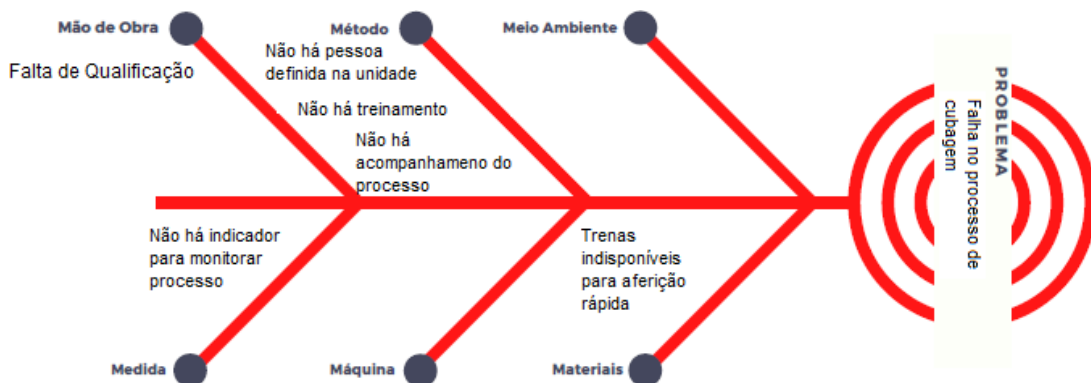 Mão de Obra
Método
Meio Ambiente
Falta de Qualificação
Não há pessoa
definida na unidade
Não há treinamento
Não há
acompanhameno do
processo
PROBLEMA
Falha no processo de
cubagem
Não há indicador
para monitorar
processo
Trenas
indisponíveis
para aferição
rápida
Medida
Máquina
Materiais